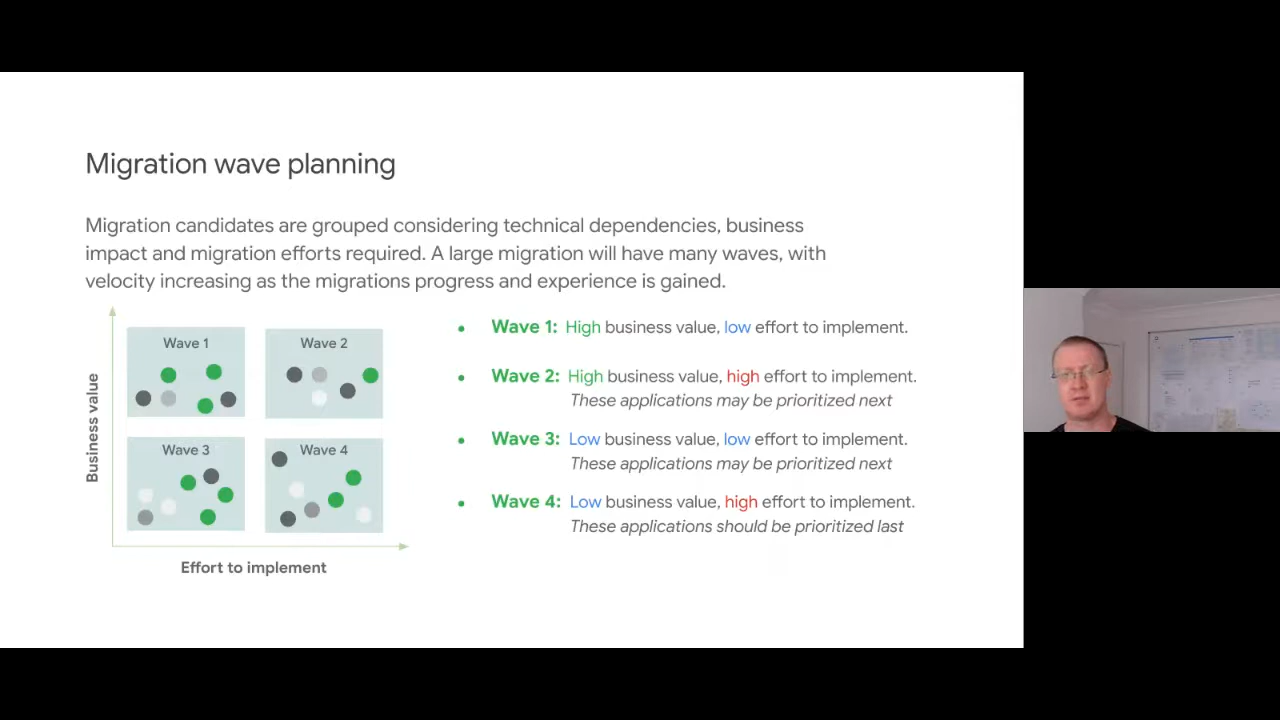 Migration wave planning
Migration candidates are grouped considering technical dependencies, business
impact and migration efforts required. A large migration will have many waves, with
velocity increasing as the migrations progress and experience is gained.
Business value
Wave 1
Wave 2
Wave 3
Wave 4
Effort to implement
Wave 1: High business value, low effort to implement.
Wave 2: High business value, high effort to implement.
These applications may be prioritized next
Wave 3: Low business value, low effort to implement.
These applications may be prioritized next
Wave 4: Low business value, high effort to implement.
These applications should be prioritized last